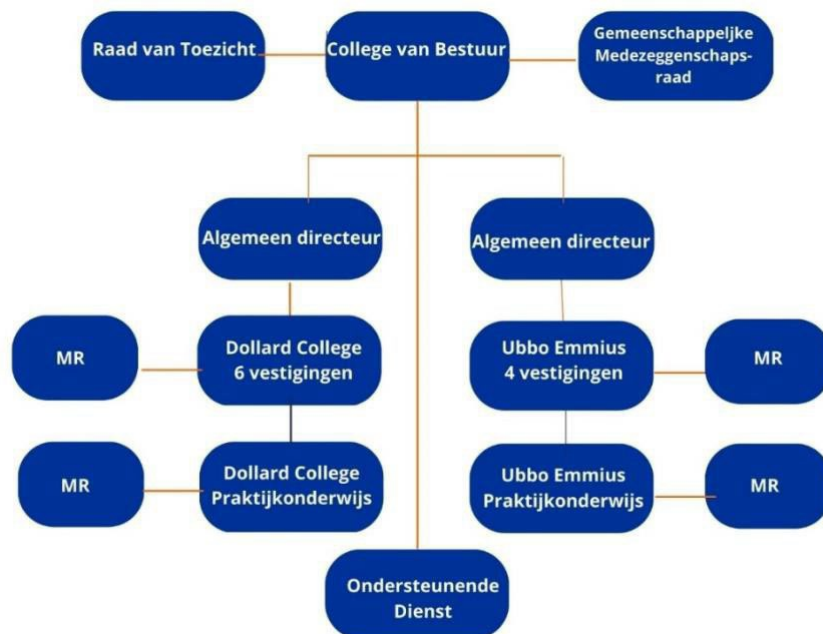 Raad van Toezicht
College van Bestuur
Gemeenschappeljke
Medezeggenschaps-
raad
Algemeen directeur
Algemeen directeur
MR
Dollard College
6 vestigingen
Ubbo Emmius
4 vestigingen
MR
MR
Dollard College
Praktijkonderwijs
Ubbo Emmius
Praktijkonderwijs
MR
Ondersteunende
Dienst